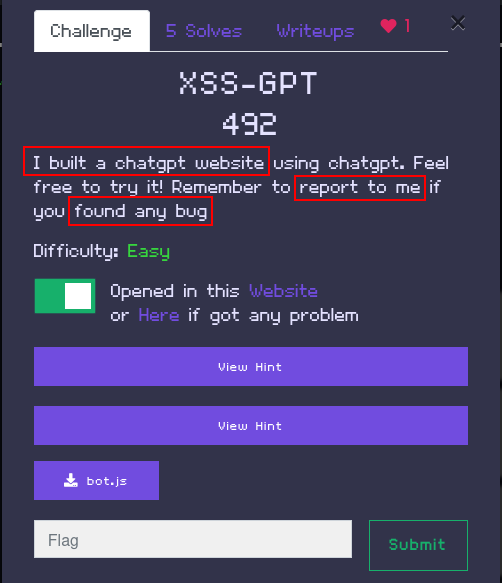 Challenge 5 Solves Writeups 1 ×
XSS-GPT
492
I built a chatgpt website using chatgpt. Feel
free to try it! Remember to report to me if
you found any bug
Difficulty: Easy
Opened in this Website
or Here if got any problem
View Hint
View Hint
bot.js
Flag
Submit